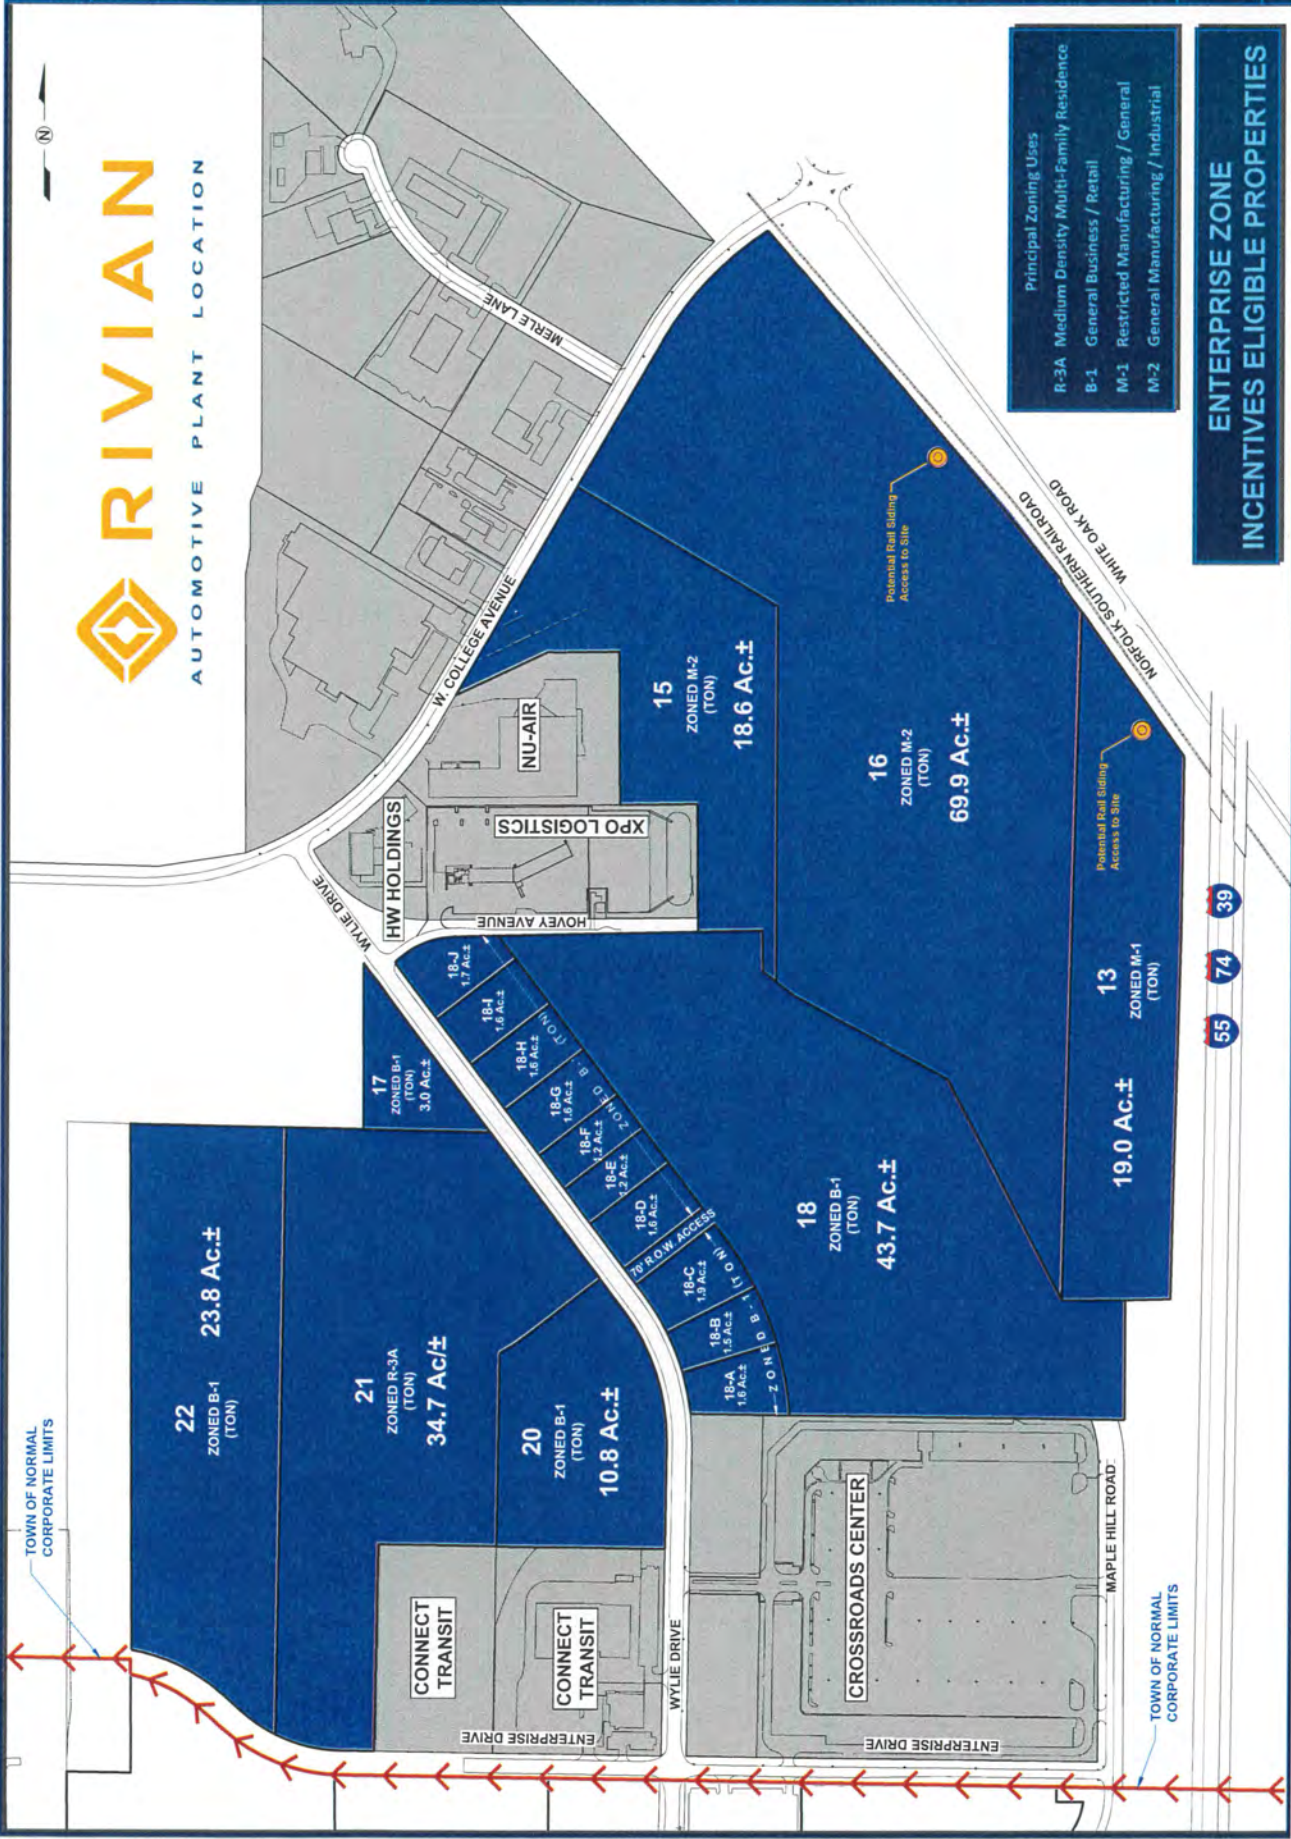 N
RIVIAN
AUTOMOTIVE PLANT LOCATION
TOWN OF NORMAL
CORPORATE LIMITS
22
ZONED B-1
(TON)
23.8 Ac.±
21
ZONED R-3A
(TON)
34.7 Ac/±
20
ZONED B-1
(TON)
10.8 Ac.±
17
ZONED B-1
(TON)
3.0 Ac.±
CONNECT
TRANSIT
CONNECT
TRANSIT
ENTERPRISE DRIVE
WYLIE DRIVE
WYLIE DRIVE
HW HOLDINGS
W. COLLEGE AVENUE
MERLE LANE
NU-AIR
XPO LOGISTICS
HOVEY AVENUE
18-J
1.7 Ac.±
18-I
1.6 Ac.±
18-H
1.6 Ac.±
18-G
1.6 Ac.±
18-F
1.2 Ac.±
18-E
1.2 Ac.±
18-D
1.6 Ac.±
70' R.O.W. ACCESS
18-C
1.9 Ac.±
18-B
1.5 Ac.±
18-A
1.6 Ac.±
ZONED B-1 (TON)
ZONED B- (TON)
15
ZONED M-2
(TON)
18.6 Ac.±
16
ZONED M-2
(TON)
69.9 Ac.±
18
ZONED B-1
(TON)
43.7 Ac.±
13
ZONED M-1
(TON)
19.0 Ac.±
Potential Rail Siding
Access to Site
Potential Rail Siding
Access to Site
NORFOLK SOUTHERN RAILROAD
WHITE OAK ROAD
CROSSROADS CENTER
ENTERPRISE DRIVE
MAPLE HILL ROAD
TOWN OF NORMAL
CORPORATE LIMITS
55
74
39
Principal Zoning Uses
R-3A Medium Density Multi-Family Residence
B-1 General Business / Retail
M-1 Restricted Manufacturing / General
M-2 General Manufacturing / Industrial
ENTERPRISE ZONE
INCENTIVES ELIGIBLE PROPERTIES